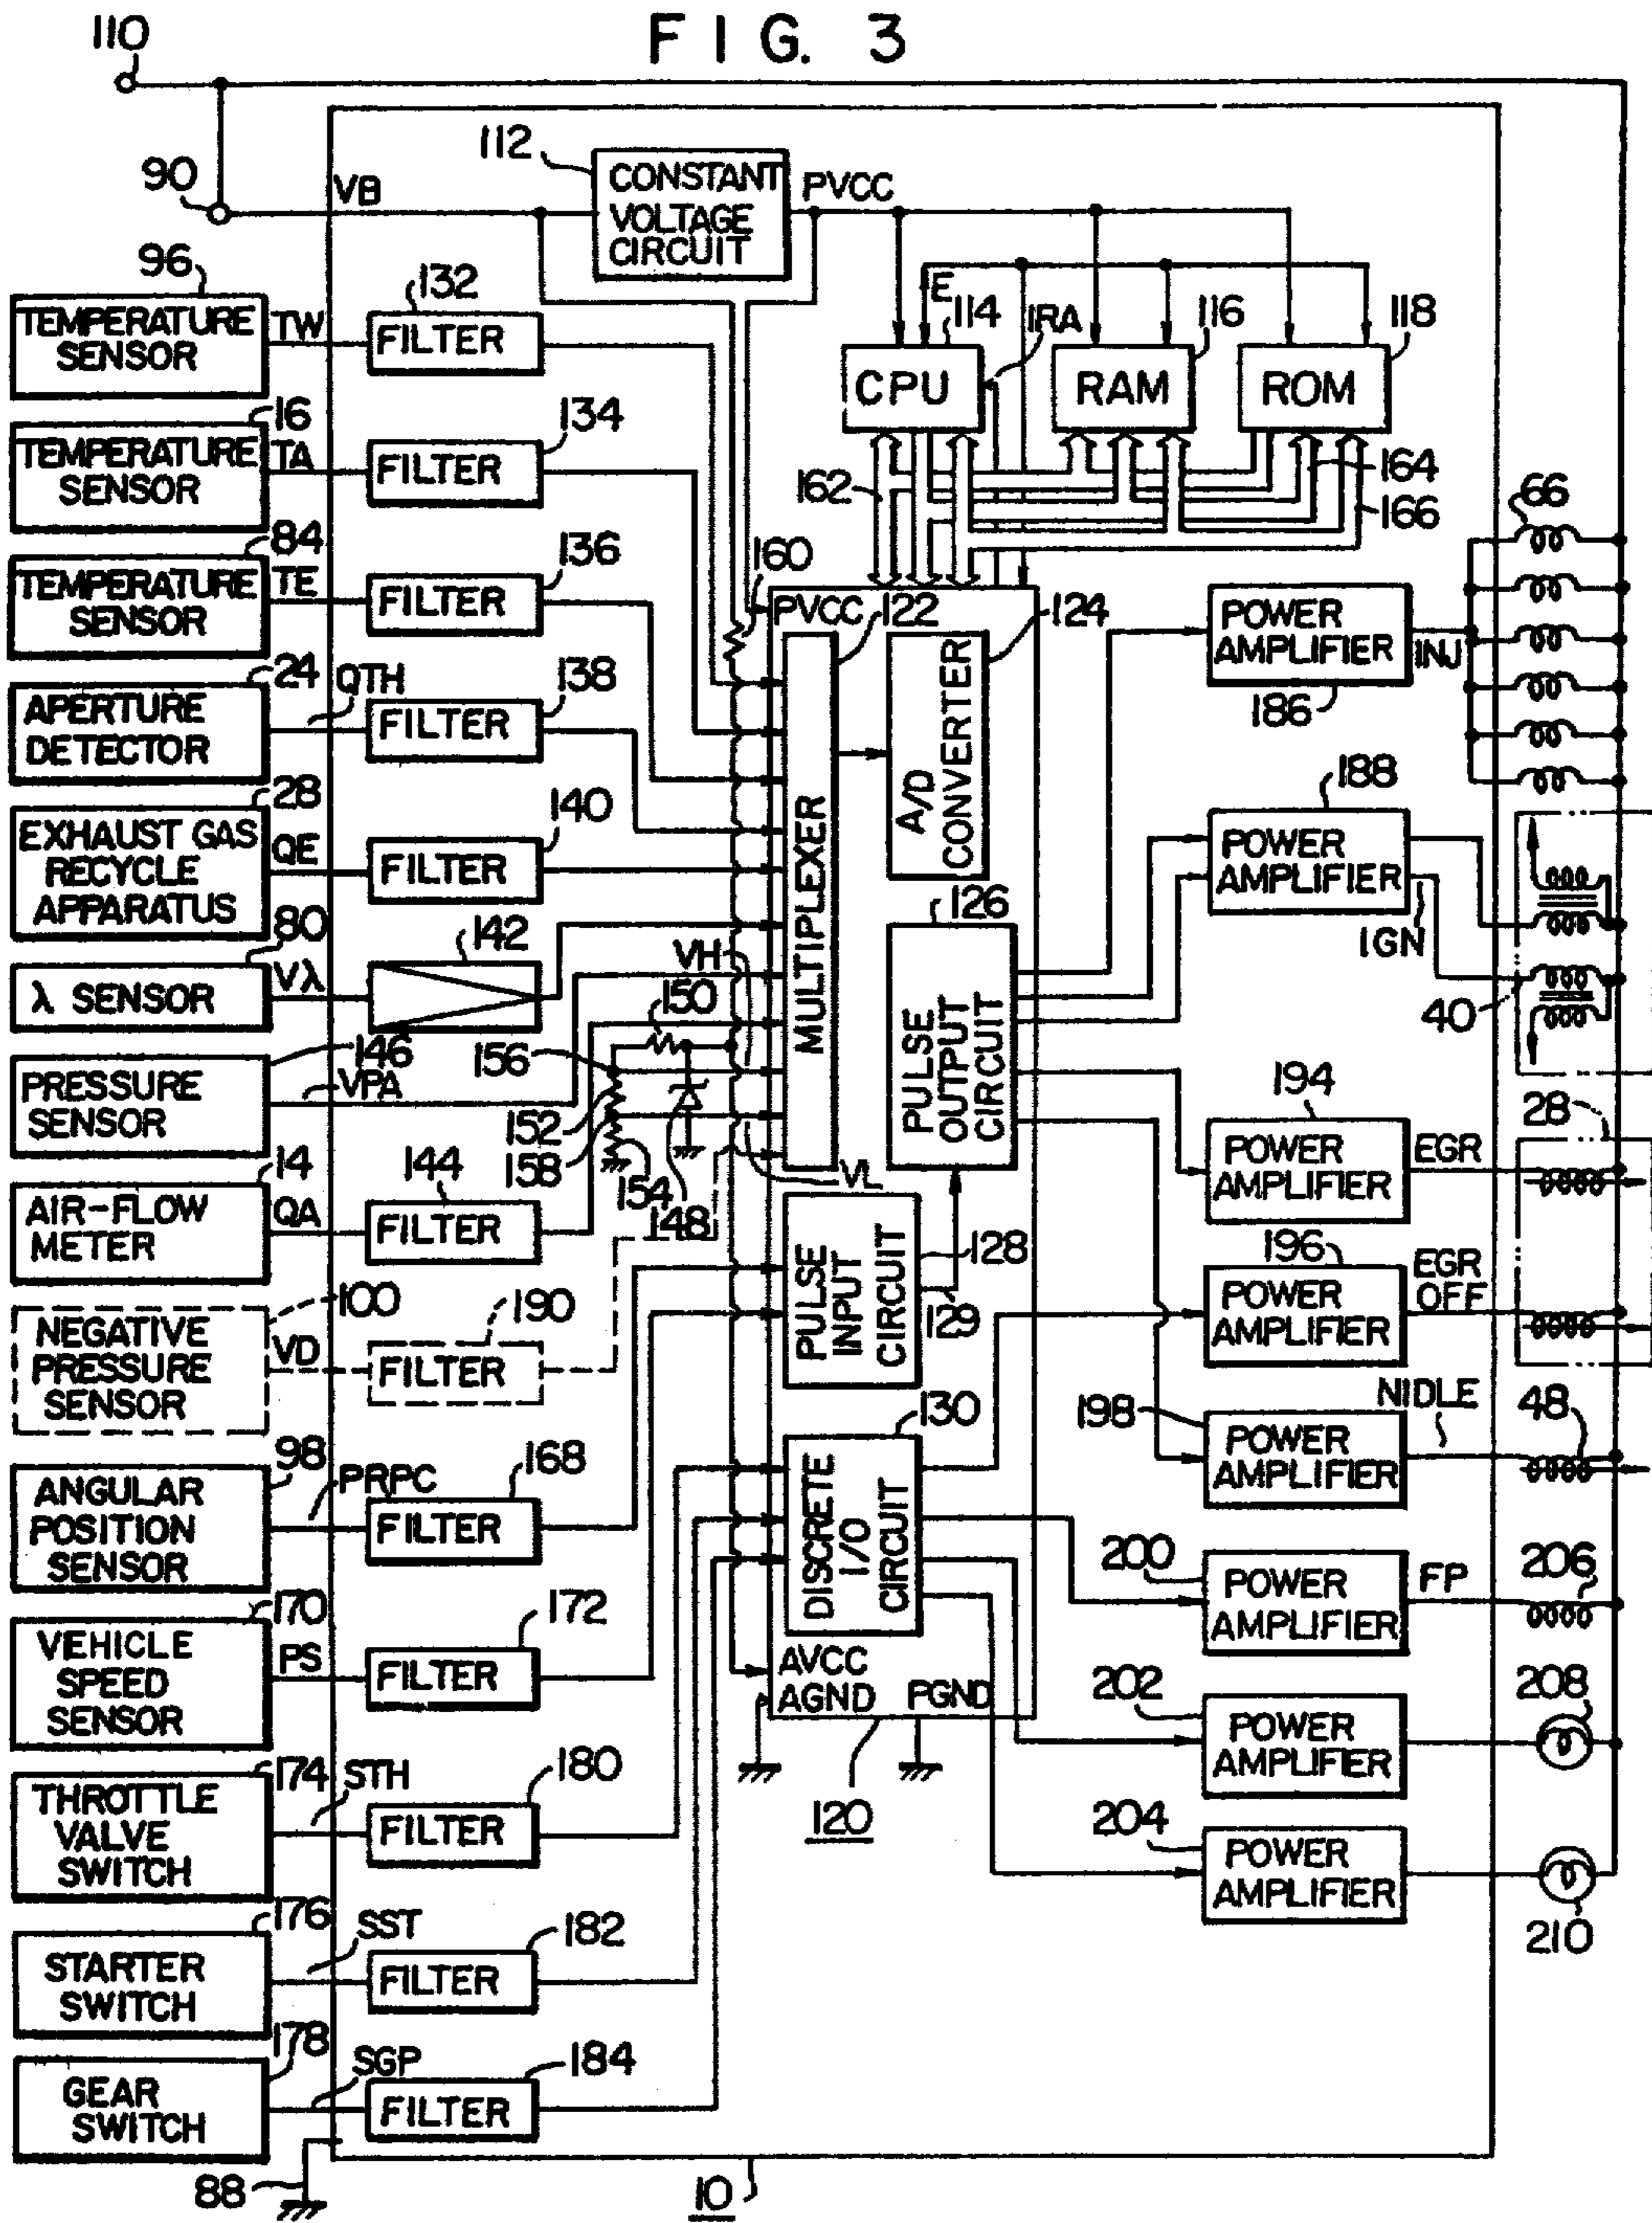 FIG. 3
110
90
VB
112
CONSTANT
VOLTAGE
CIRCUIT
PVCC
96
TEMPERATURE
SENSOR
TW
132
FILTER
E
114
IRA
116
118
CPU
RAM
ROM
16
TEMPERATURE
SENSOR
TA
134
FILTER
162
164
166
84
TEMPERATURE
SENSOR
TE
136
FILTER
160
PVCC
122
124
24
APERTURE
DETECTOR
QTH
138
FILTER
MULTIPLEXER
A/D
CONVERTER
POWER
AMPLIFIER
INJ
186
66
28
EXHAUST GAS
RECYCLE
APPARATUS
QE
140
FILTER
126
188
POWER
AMPLIFIER
IGN
40
80
λ SENSOR
Vλ
142
VH
150
PULSE
OUTPUT
CIRCUIT
146
PRESSURE
SENSOR
VPA
156
152
158
154
148
VL
194
POWER
AMPLIFIER
EGR
28
14
AIR-FLOW
METER
QA
144
FILTER
PULSE
INPUT
CIRCUIT
128
129
196
POWER
AMPLIFIER
EGR
OFF
100
NEGATIVE
PRESSURE
SENSOR
VD
190
FILTER
130
198
POWER
AMPLIFIER
NIDLE
48
98
ANGULAR
POSITION
SENSOR
PRPC
168
FILTER
DISCRETE
I/O
CIRCUIT
200
POWER
AMPLIFIER
FP
206
170
VEHICLE
SPEED
SENSOR
PS
172
FILTER
AVCC
AGND
PGND
202
POWER
AMPLIFIER
208
174
THROTTLE
VALVE
SWITCH
STH
180
FILTER
120
204
POWER
AMPLIFIER
210
176
STARTER
SWITCH
SST
182
FILTER
178
GEAR
SWITCH
SGP
184
FILTER
88
10